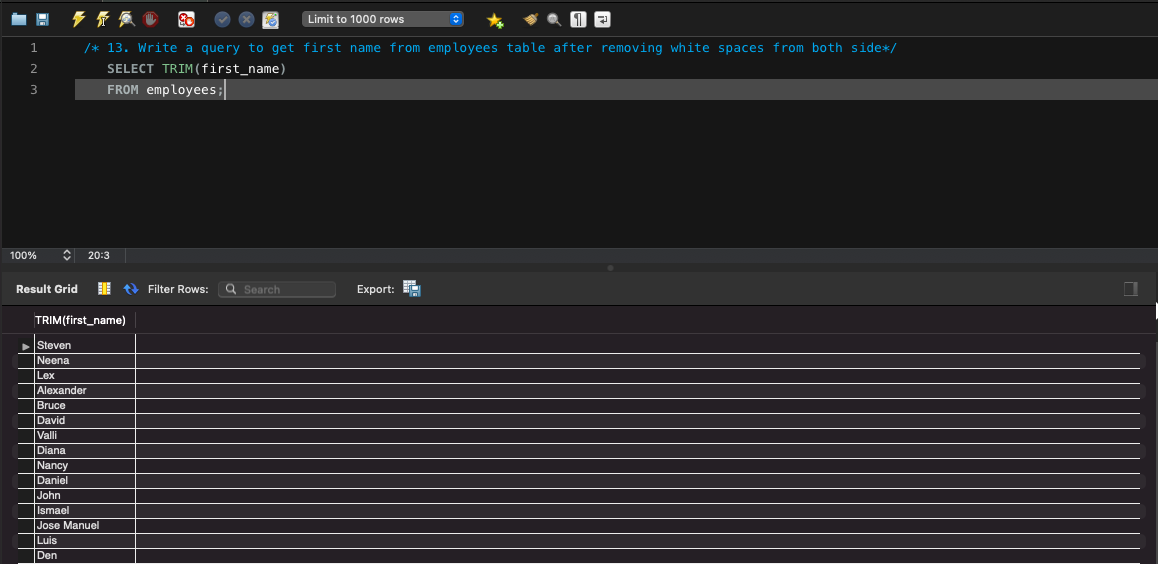 Limit to 1000 rows
1 /* 13. Write a query to get first name from employees table after removing white spaces from both side*/
2 SELECT TRIM(first_name)
3 FROM employees;
100% 20:3
Result Grid Filter Rows: Search Export:
TRIM(first_name)
Steven
Neena
Lex
Alexander
Bruce
David
Valli
Diana
Nancy
Daniel
John
Ismael
Jose Manuel
Luis
Den